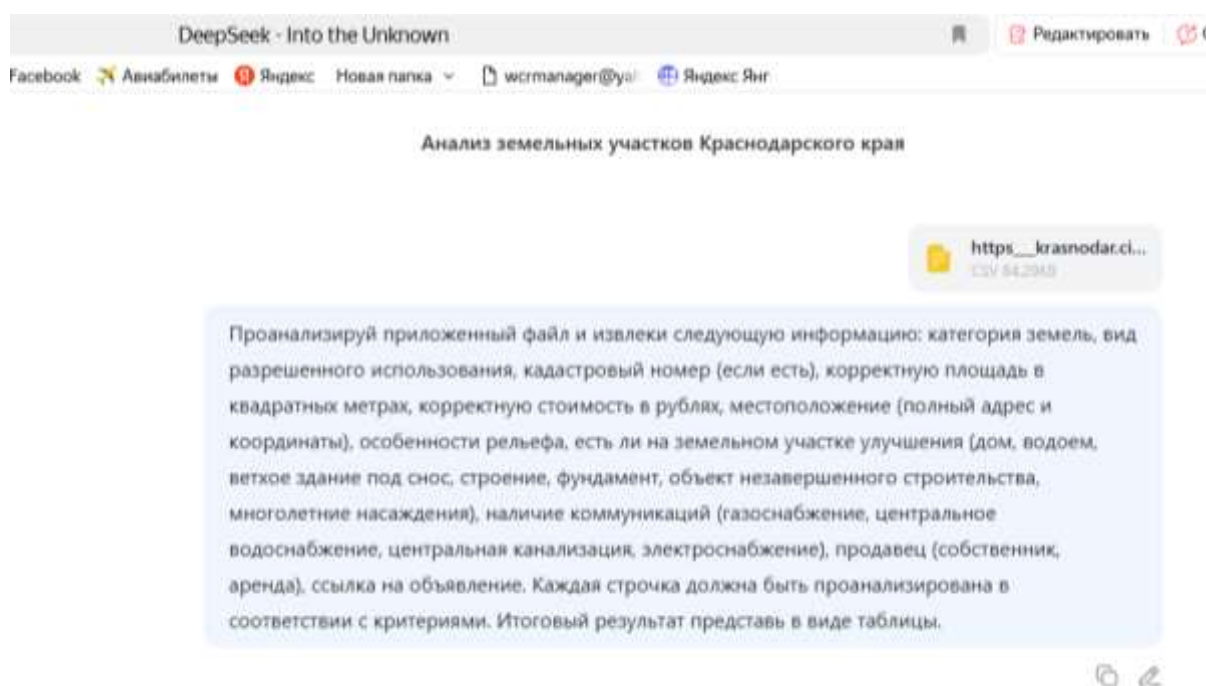 DeepSeek - Into the Unknown
Редактировать
Facebook Авиабилеты Яндекс Новая папка wcrmanager@ya Яндекс Янг
Анализ земельных участков Краснодарского края
https___krasnodar.ci...
CSV 84.29KB
Проанализируй приложенный файл и извлеки следующую информацию: категория земель, вид
разрешенного использования, кадастровый номер (если есть), корректную площадь в
квадратных метрах, корректную стоимость в рублях, местоположение (полный адрес и
координаты), особенности рельефа, есть ли на земельном участке улучшения (дом, водоем,
ветхое здание под снос, строение, фундамент, объект незавершенного строительства,
многолетние насаждения), наличие коммуникаций (газоснабжение, центральное
водоснабжение, центральная канализация, электроснабжение), продавец (собственник,
аренда), ссылка на объявление. Каждая строчка должна быть проанализирована в
соответствии с критериями. Итоговый результат представь в виде таблицы.